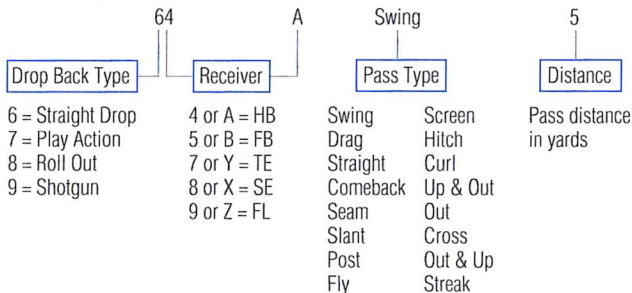 64 A Swing 5
Drop Back Type Receiver Pass Type Distance
6 = Straight Drop 4 or A = HB Swing Screen Pass distance
7 = Play Action 5 or B = FB Drag Hitch in yards
8 = Roll Out 7 or Y = TE Straight Curl
9 = Shotgun 8 or X = SE Comeback Up & Out
9 or Z = FL Seam Out
Slant Cross
Post Out & Up
Fly Streak